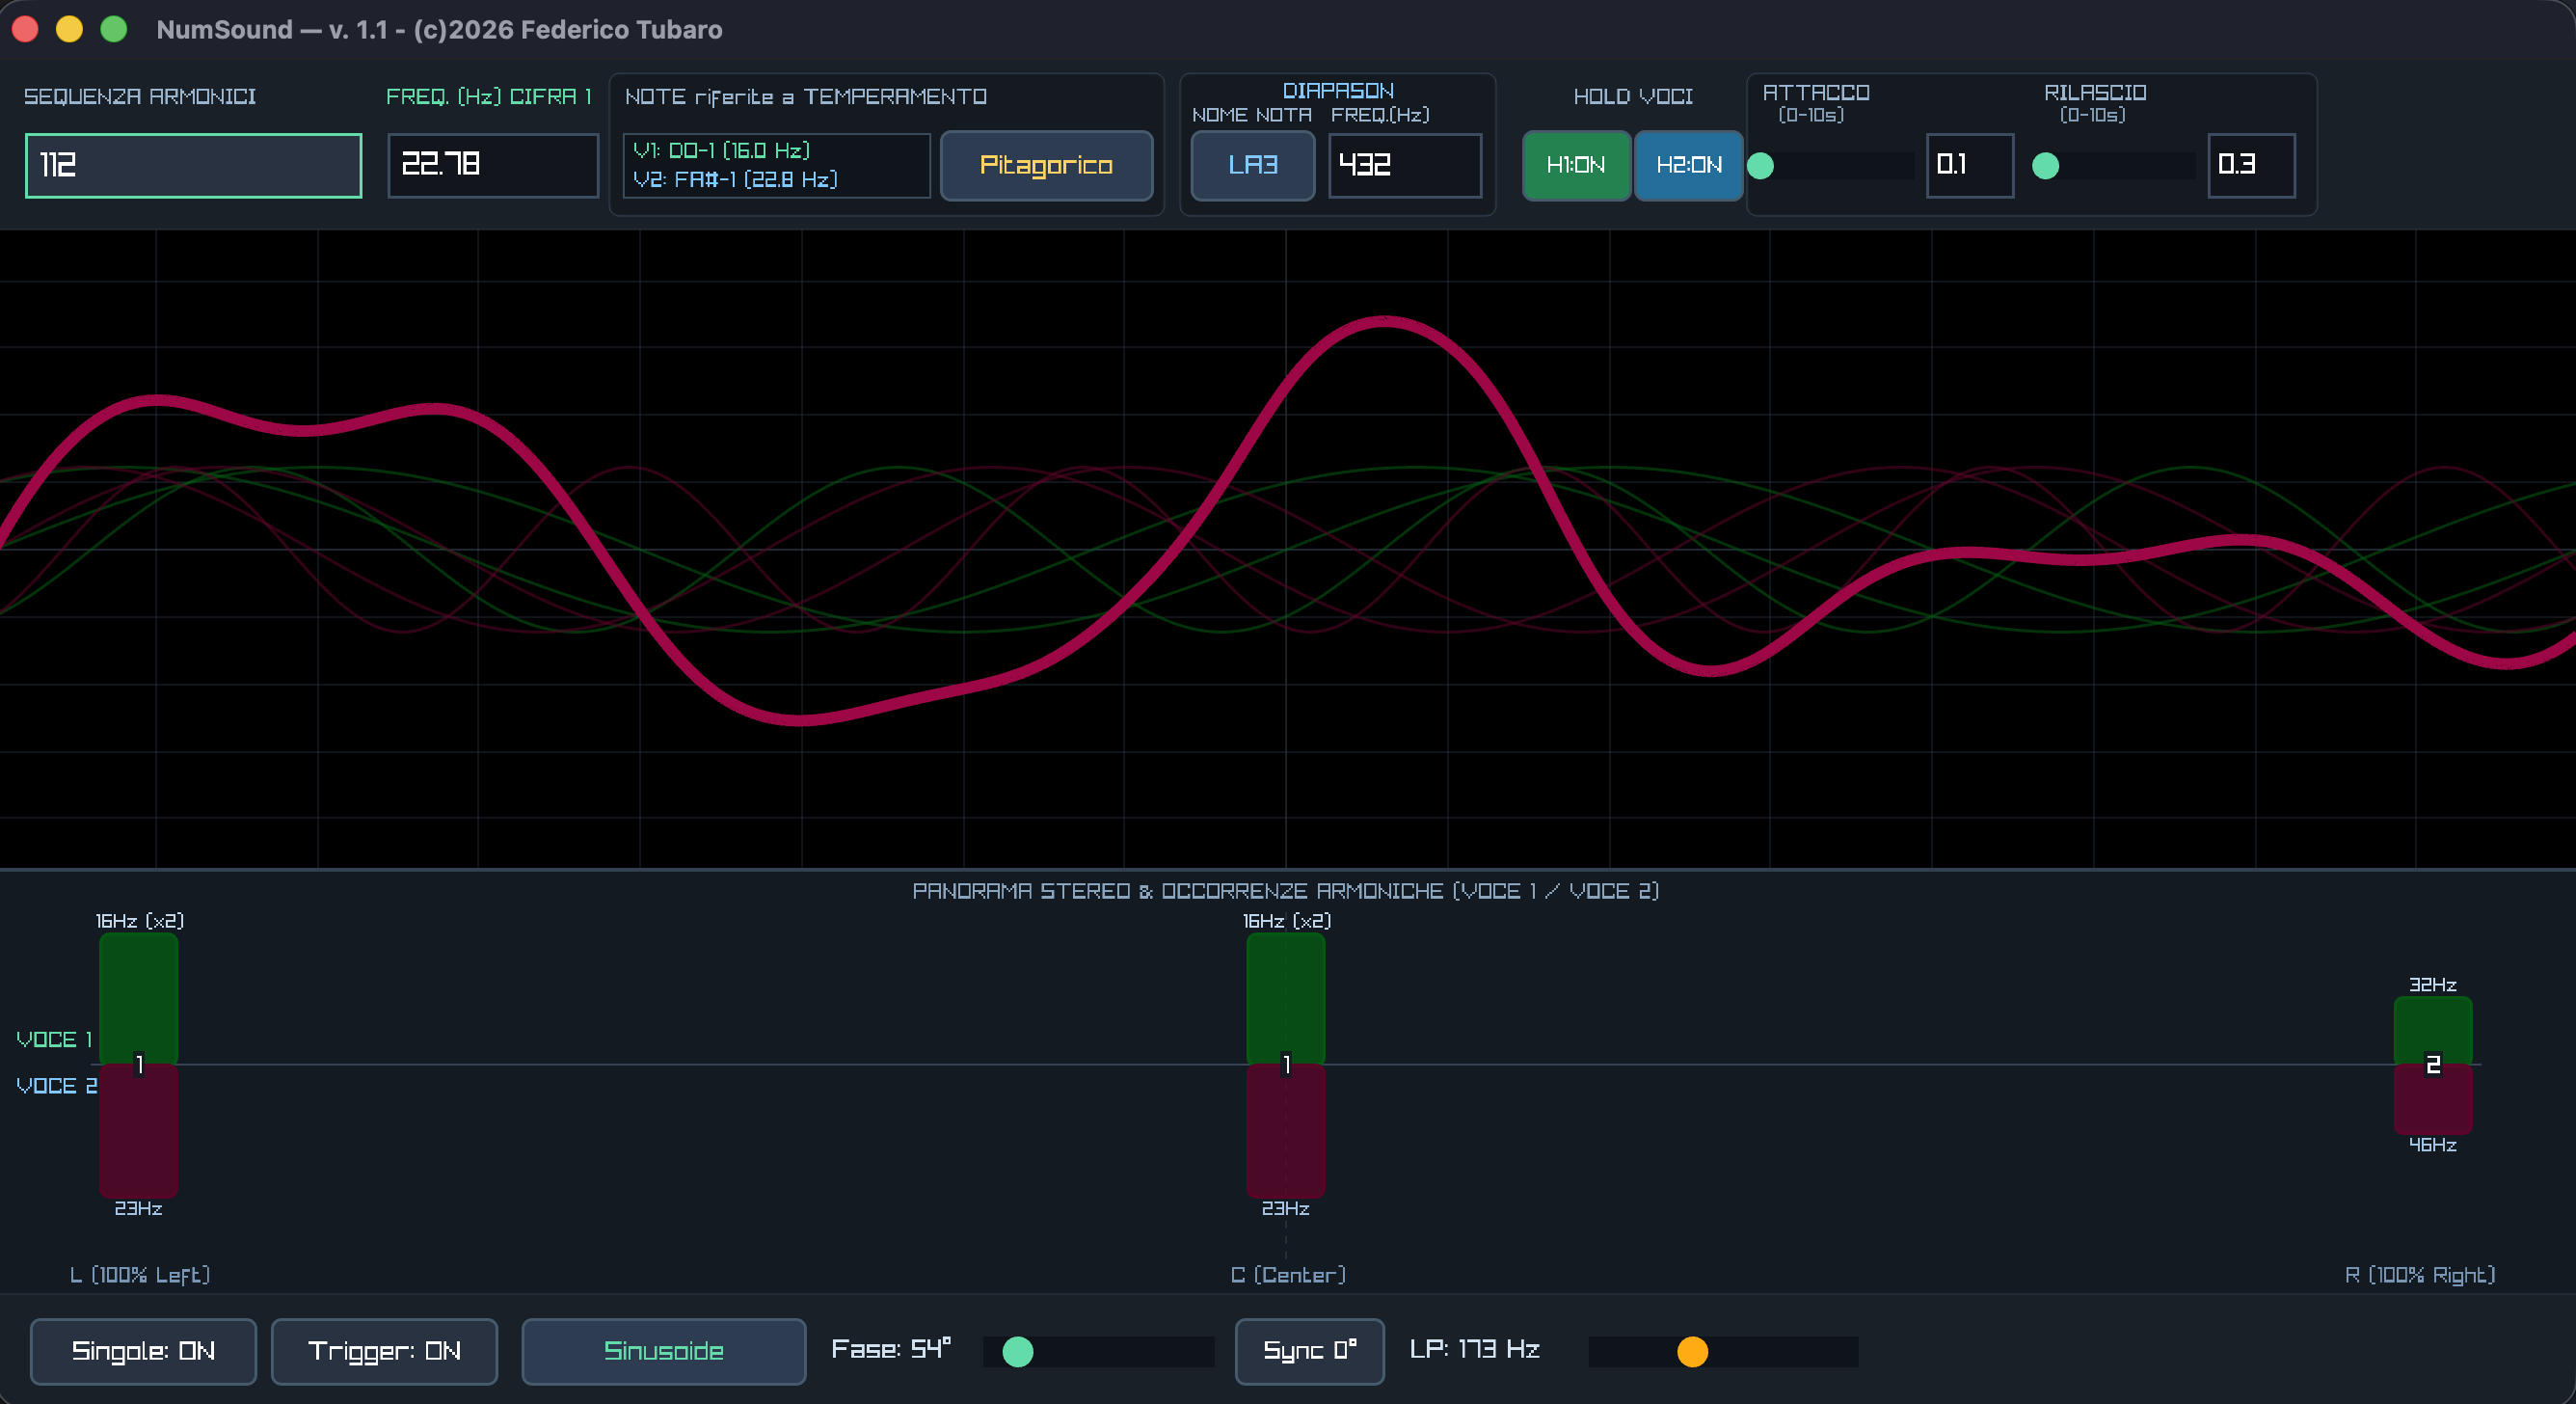 NumSound — v. 1.1 - (c)2026 Federico Tubaro
SEQUENZA ARMONICI
112
FREQ. (Hz) CIFRA 1
22.78
NOTE riferite a TEMPERAMENTO
V1: DO-1 (16.0 Hz)
V2: FA#-1 (22.8 Hz)
Pitagorico
DIAPASON
NOME NOTA
FREQ.(Hz)
LA3
432
HOLD VOCI
H1:ON
H2:ON
ATTACCO
(0-10s)
0.1
RILASCIO
(0-10s)
0.3
PANORAMA STEREO & OCCORRENZE ARMONICHE (VOCE 1 / VOCE 2)
16Hz (x2)
16Hz (x2)
32Hz
VOCE 1
1
1
2
VOCE 2
46Hz
23Hz
23Hz
L (100% Left)
C (Center)
R (100% Right)
Singole: ON
Trigger: ON
Sinusoide
Fase: 54°
Sync 0°
LP: 173 Hz